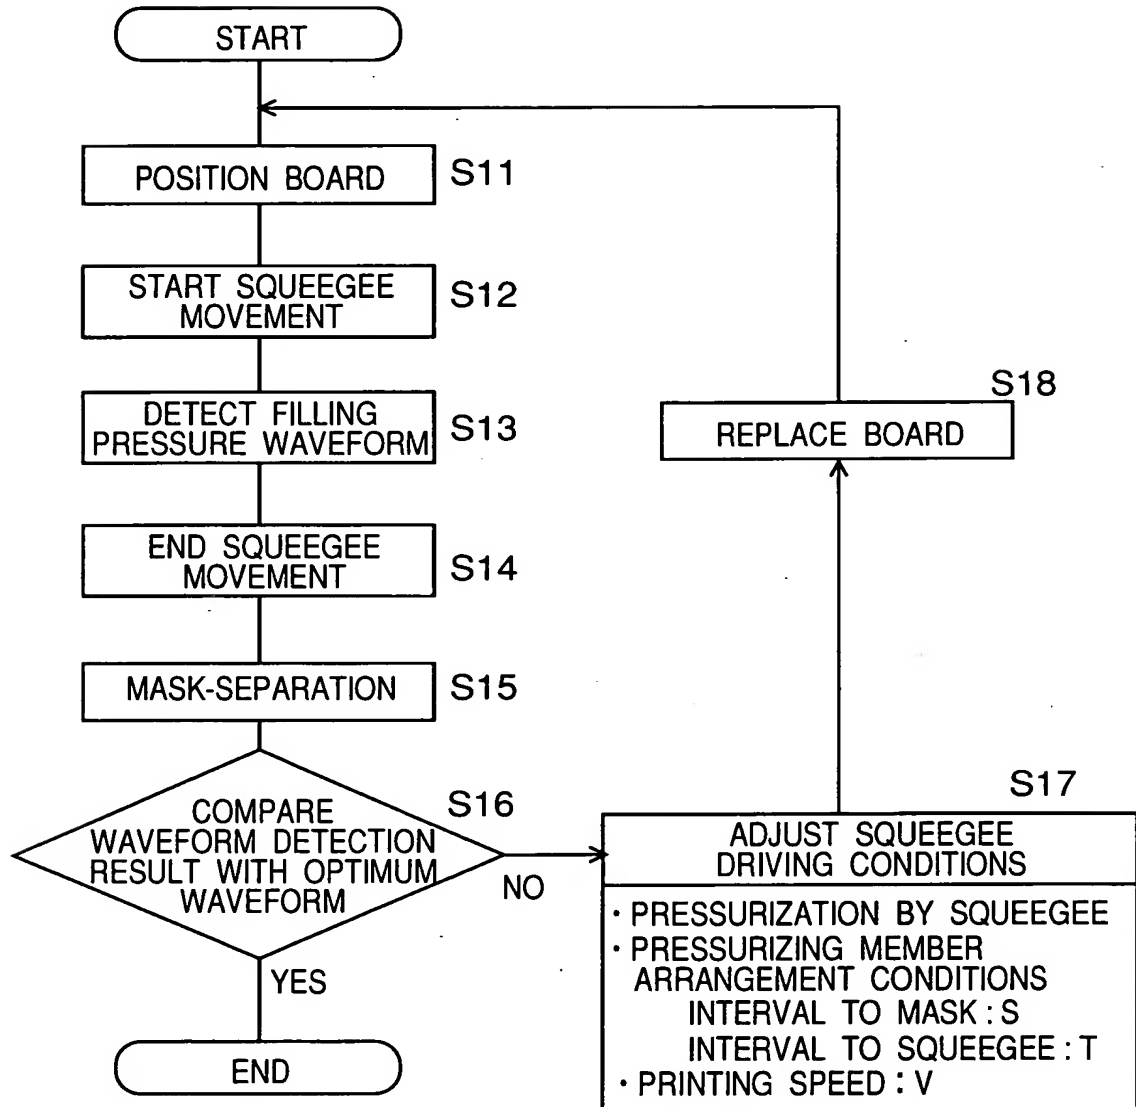 START
POSITION BOARD
S11
START SQUEEGEE
MOVEMENT
S12
DETECT FILLING
PRESSURE WAVEFORM
S13
END SQUEEGEE
MOVEMENT
S14
MASK-SEPARATION
S15
COMPARE
WAVEFORM DETECTION
RESULT WITH OPTIMUM
WAVEFORM
S16
NO
YES
END
S17
ADJUST SQUEEGEE
DRIVING CONDITIONS
・PRESSURIZATION BY SQUEEGEE
・PRESSURIZING MEMBER
ARRANGEMENT CONDITIONS
INTERVAL TO MASK : S
INTERVAL TO SQUEEGEE : T
・PRINTING SPEED : V
S18
REPLACE BOARD